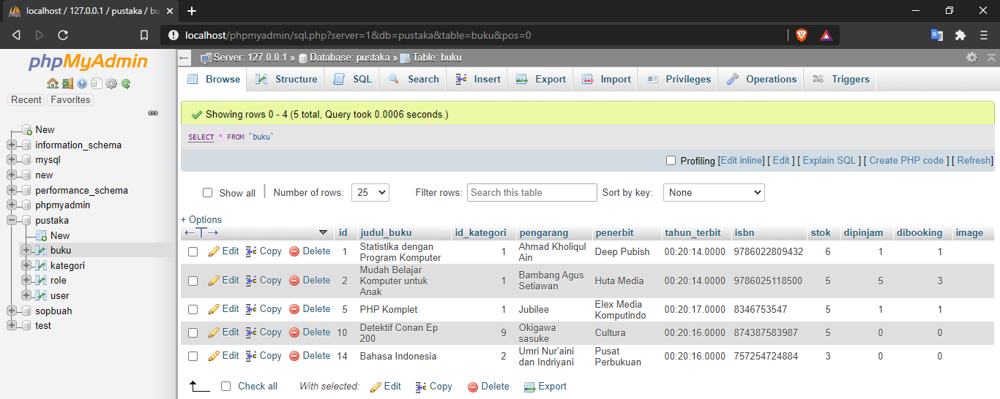 localhost / 127.0.0.1 / pustaka / bu
localhost/phpmyadmin/sql.php?server=1&db=pustaka&table=buku&pos=0
phpMyAdmin
Recent Favorites
New
information_schema
mysql
new
performance_schema
phpmyadmin
pustaka
New
buku
kategori
role
user
sopbuah
test
Server: 127.0.0.1 » Database: pustaka » Table: buku
Browse Structure SQL Search Insert Export Import Privileges Operations Triggers
Showing rows 0 - 4 (5 total, Query took 0.0006 seconds.)
SELECT * FROM `buku`
Profiling [Edit inline] [ Edit ] [ Explain SQL ] [ Create PHP code ] [ Refresh]
Show all Number of rows: 25 Filter rows: Search this table Sort by key: None
+ Options
id judul_buku id_kategori pengarang penerbit tahun_terbit isbn stok dipinjam dibooking image
Edit Copy Delete 1 Statistika dengan Program Komputer 1 Ahmad Kholiqul Ain Deep Pubish 00:20:14.0000 9786022809432 6 1 1
Edit Copy Delete 2 Mudah Belajar Komputer untuk Anak 1 Bambang Agus Setiawan Huta Media 00:20:14.0000 9786025118500 5 5 3
Edit Copy Delete 5 PHP Komplet 1 Jubilee Elex Media Komputindo 00:20:17.0000 8346753547 5 1 1
Edit Copy Delete 10 Detektif Conan Ep 200 9 Okigawa sasuke Cultura 00:20:16.0000 874387583987 5 0 0
Edit Copy Delete 14 Bahasa Indonesia 2 Umri Nur'aini dan Indriyani Pusat Perbukuan 00:20:16.0000 757254724884 3 0 0
Check all With selected: Edit Copy Delete Export